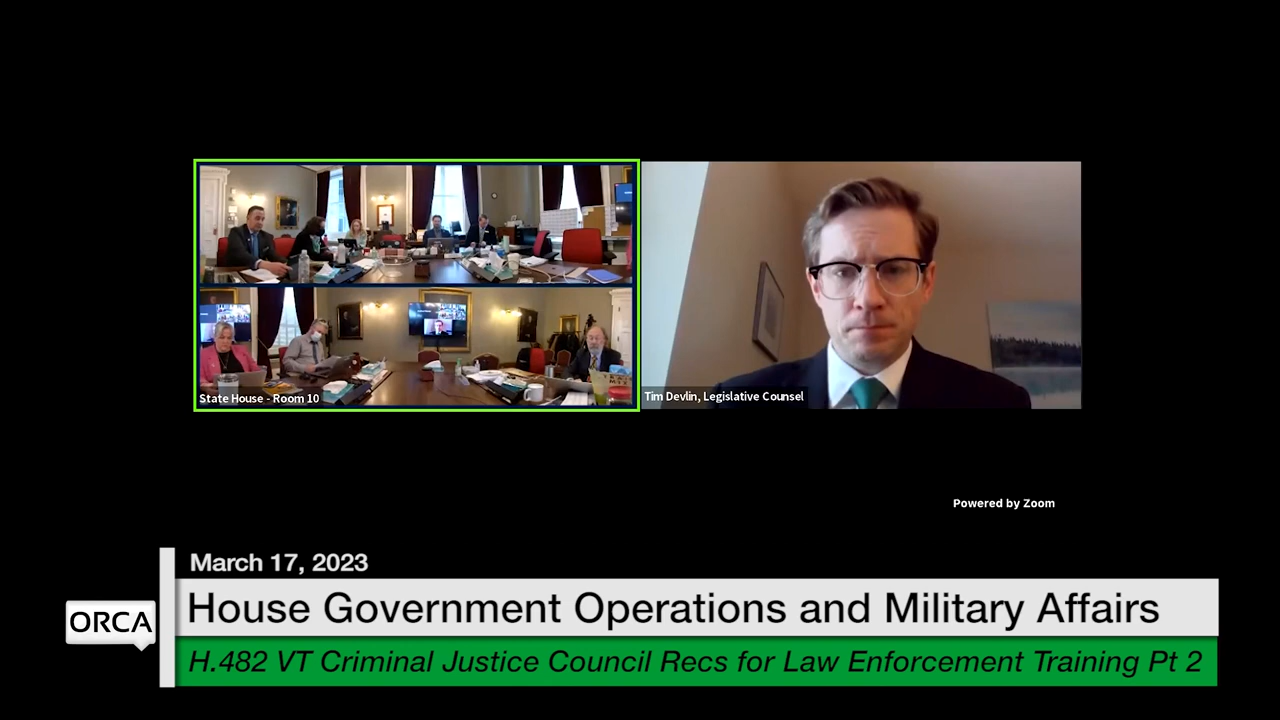 State House - Room 10
Tim Devlin, Legislative Counsel
Powered by Zoom
March 17, 2023
House Government Operations and Military Affairs
ORCA
H.482 VT Criminal Justice Council Recs for Law Enforcement Training Pt 2